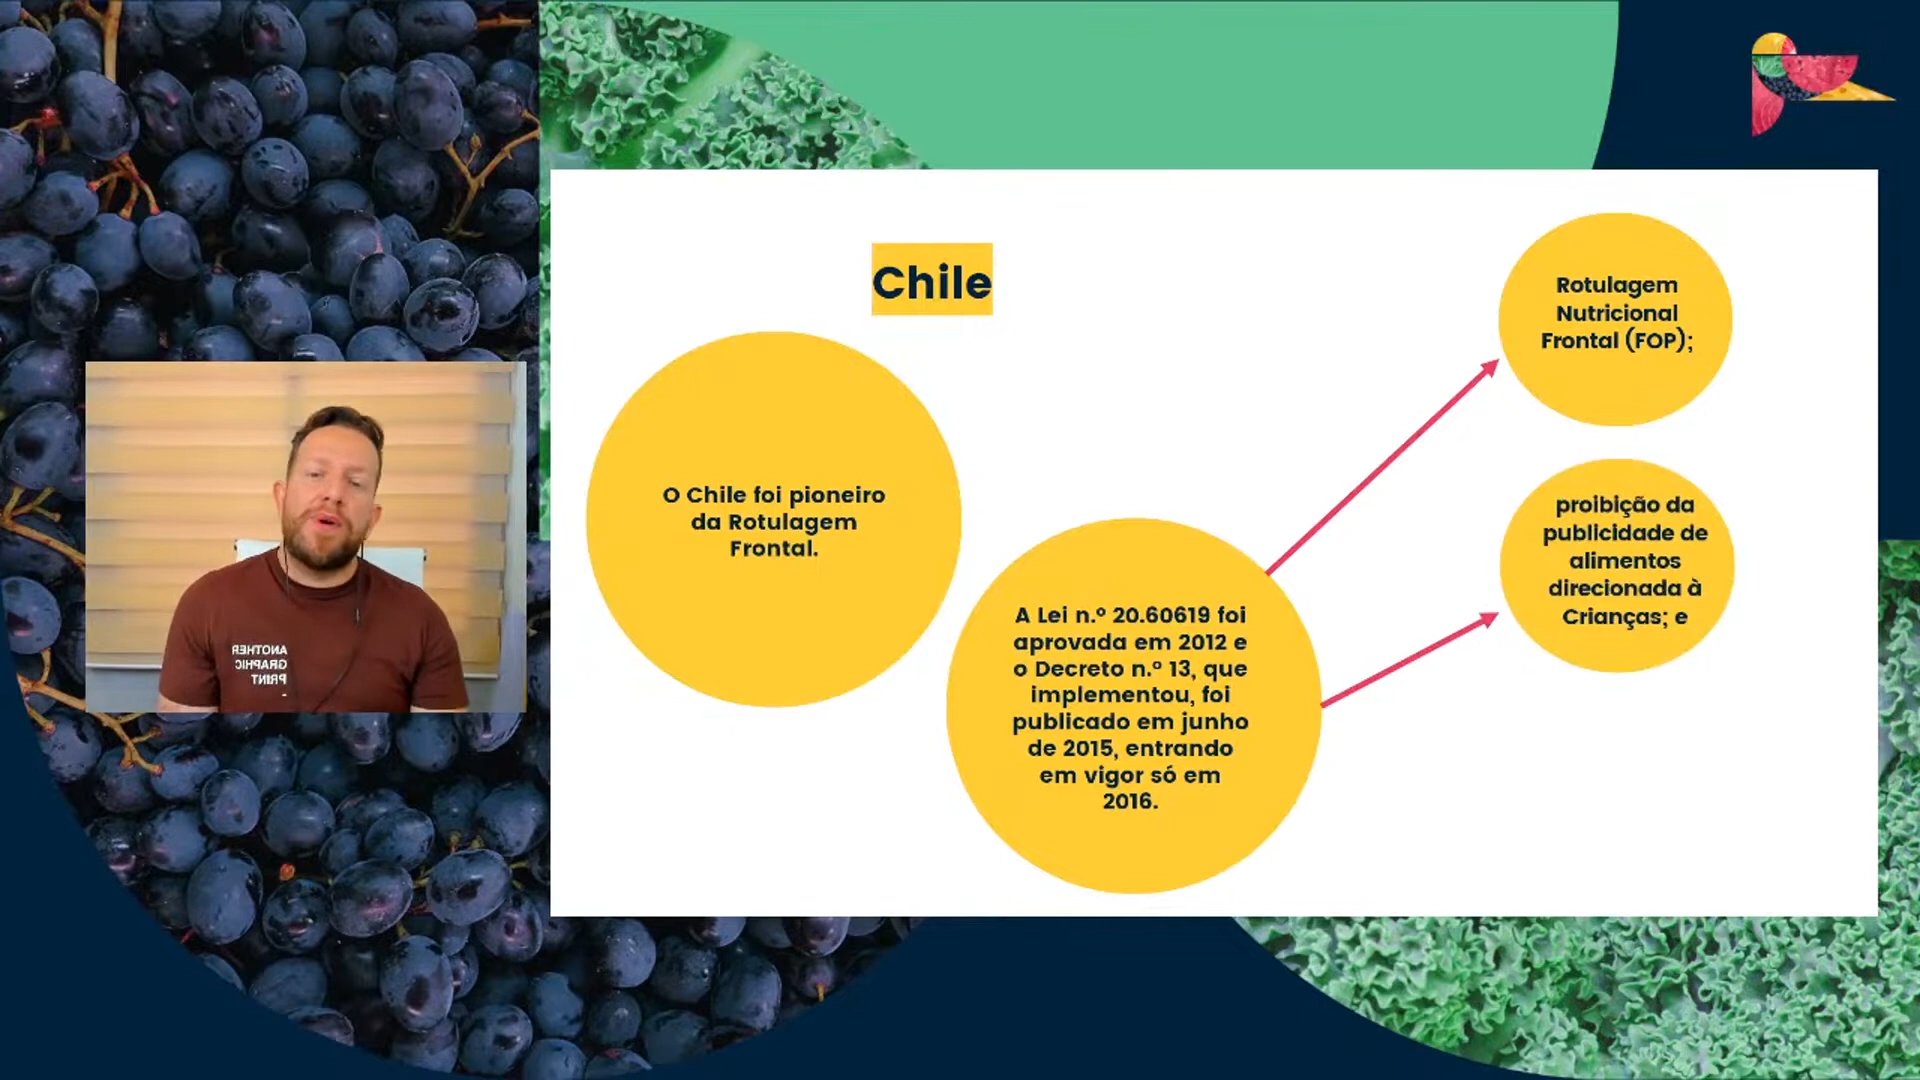 Chile
O Chile foi pioneiro
da Rotulagem
Frontal.
A Lei n.º 20.60619 foi
aprovada em 2012 e
o Decreto n.º 13, que
implementou, foi
publicado em junho
de 2015, entrando
em vigor só em
2016.
Rotulagem
Nutricional
Frontal (FOP);
proibição da
publicidade de
alimentos
direcionada à
Crianças; e
ANOTHER
GRAPHIC
PRINT